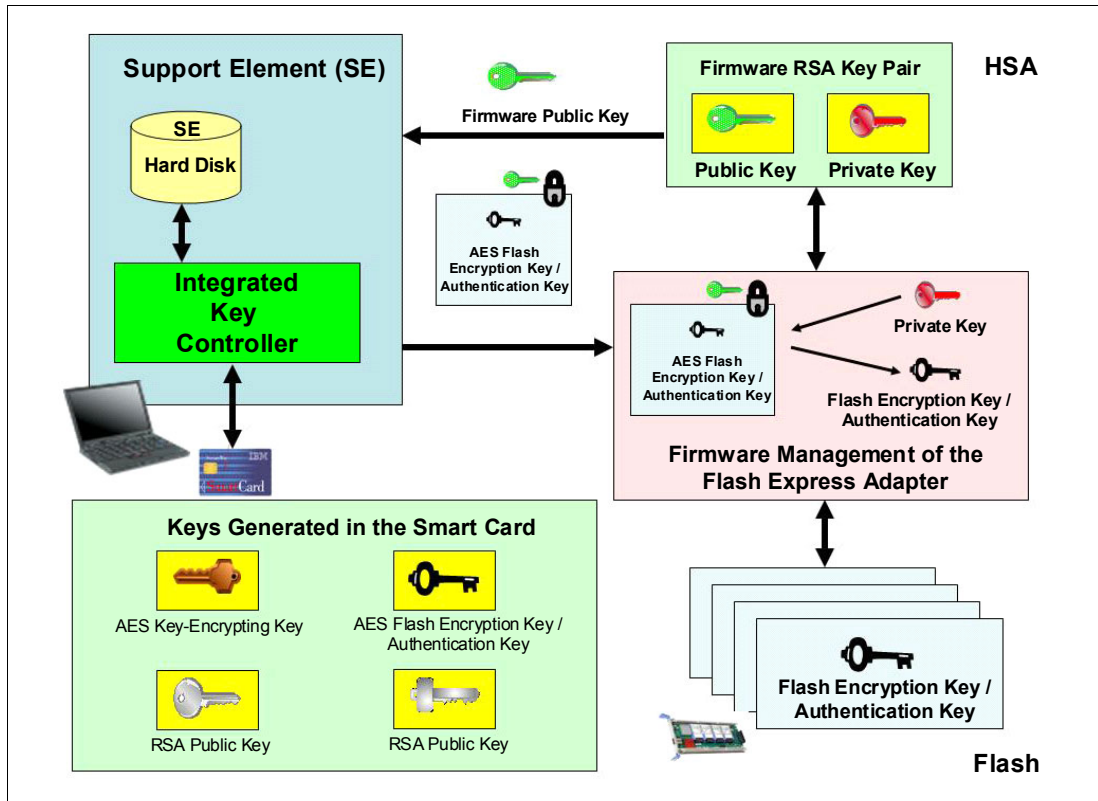 Support Element (SE)
SE
Hard Disk
Integrated
Key
Controller
Firmware Public Key
AES Flash
Encryption Key /
Authentication Key
Firmware RSA Key Pair
Public Key
Private Key
HSA
AES Flash
Encryption Key /
Authentication Key
Private Key
Flash Encryption Key /
Authentication Key
Firmware Management of the
Flash Express Adapter
IBM
SmartCard
Keys Generated in the Smart Card
AES Key-Encrypting Key
AES Flash Encryption Key /
Authentication Key
RSA Public Key
RSA Public Key
Flash Encryption Key /
Authentication Key
Flash